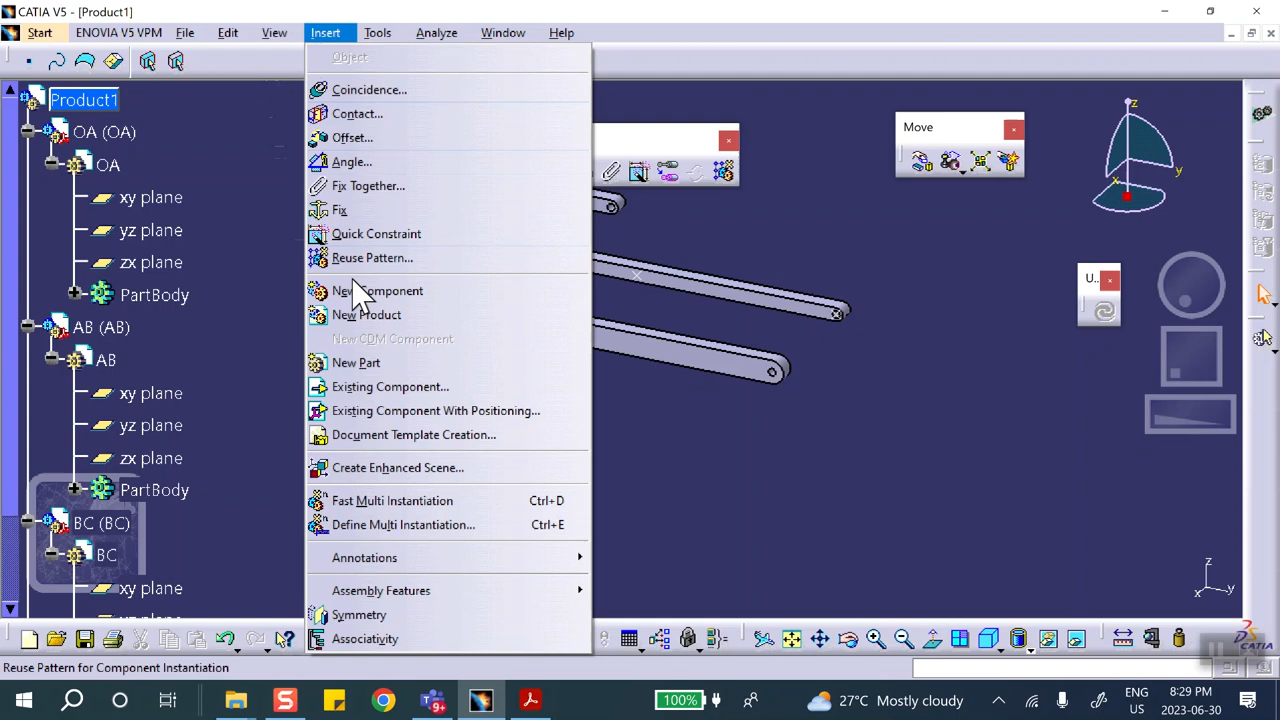 CATIA V5 - [Product1]
Start
ENOVIA V5 VPM
File
Edit
View
Insert
Tools
Analyze
Window
Help
Object
Coincidence...
Contact...
Offset...
Angle...
Fix Together...
Fix
Quick Constraint
Reuse Pattern...
New Component
New Product
New CDM Component
New Part
Existing Component...
Existing Component With Positioning...
Document Template Creation...
Create Enhanced Scene...
Fast Multi Instantiation Ctrl+D
Define Multi Instantiation... Ctrl+E
Annotations
Assembly Features
Symmetry
Associativity
Product1
OA (OA)
OA
xy plane
yz plane
zx plane
PartBody
AB (AB)
AB
xy plane
yz plane
zx plane
PartBody
BC (BC)
BC
xy plane
Move
U..
z
y
x
z
x
y
CATIA
Reuse Pattern for Component Instantiation
9+
100%
27°C Mostly cloudy
ENG
US
8:29 PM
2023-06-30